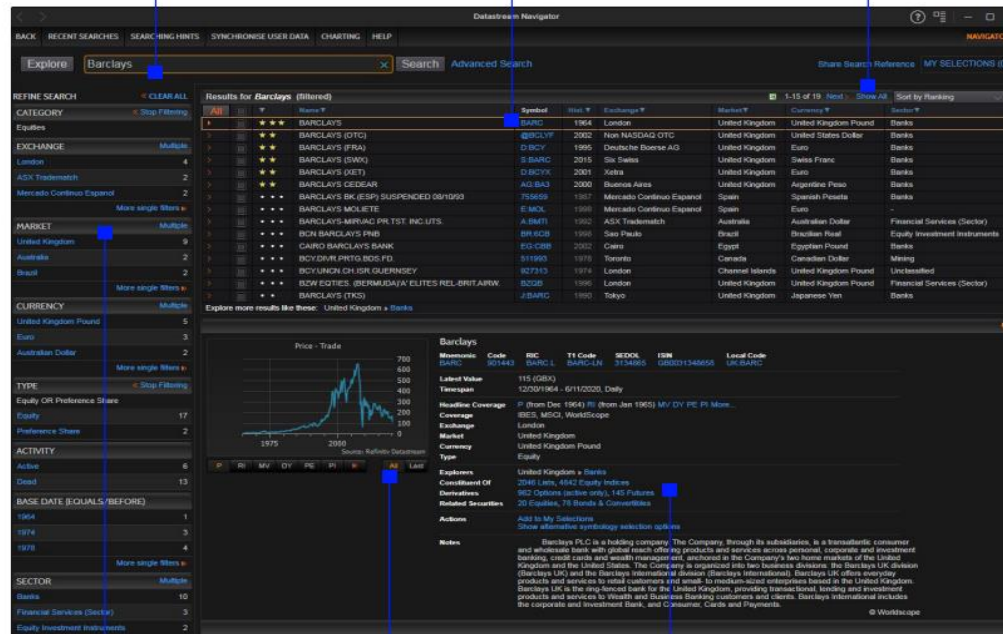 Datastream Navigator
BACK RECENT SEARCHES SEARCHING HINTS SYNCHRONISE USER DATA CHARTING HELP
Explore Barclays Search Advanced Search Share Search Reference MY SELECTIONS
REFINE SEARCH « CLEAR ALL
CATEGORY « Stop Filtering
Equities
EXCHANGE Multiple
London 4
ASX Tradematch 2
Mercado Continuo Espanol 2
More single filters
MARKET Multiple
United Kingdom 9
Australia 2
Brazil 2
More single filters
CURRENCY Multiple
United Kingdom Pound 5
Euro 3
Australian Dollar 2
More single filters
TYPE « Stop Filtering
Equity OR Preference Share
Equity 17
Preference Share 2
ACTIVITY
Active 6
Dead 13
BASE DATE (EQUALS/BEFORE)
1964 1
1974 3
1978 4
More single filters
SECTOR Multiple
Banks 10
Financial Services (Sector) 3
Equity Investment Instruments 2
Results for Barclays (filtered) 1-15 of 19 Next Show All Sort by Ranking
All Name Symbol Hist. Exchange Market Currency Sector
BARCLAYS BARC 1964 London United Kingdom United Kingdom Pound Banks
BARCLAYS (OTC) @BCLYF 2002 Non NASDAQ OTC United Kingdom United States Dollar Banks
BARCLAYS (FRA) D:BCY 1995 Deutsche Boerse AG United Kingdom Euro Banks
BARCLAYS (SWX) S:BARC 2015 Six Swiss United Kingdom Swiss Franc Banks
BARCLAYS (XET) D:BCYX 2001 Xetra United Kingdom Euro Banks
BARCLAYS CEDEAR AG:BA3 2000 Buenos Aires United Kingdom Argentine Peso Banks
BARCLAYS BK.(ESP) SUSPENDED 08/10/93 755659 1987 Mercado Continuo Espanol Spain Spanish Peseta Banks
BARCLAYS MOLIETE E:MOL 1998 Mercado Continuo Espanol Spain Euro -
BARCLAYS-MIRVAC PR.TST. INC.UTS. A:BMTI 1992 ASX Tradematch Australia Australian Dollar Financial Services (Sector)
BCN BARCLAYS PNB BR:6CB 1998 Sao Paulo Brazil Brazilian Real Equity Investment Instruments
CAIRO BARCLAYS BANK EG:CBB 2002 Cairo Egypt Egyptian Pound Banks
BCY.DIVR.PRTG.BDS.FD. 511993 1978 Toronto Canada Canadian Dollar Mining
BCY.UNCN.CH.ISR.GUERNSEY 927313 1974 London Channel Islands United Kingdom Pound Unclassified
BZW EQTIES. (BERMUDA)'A' ELITES REL-BRIT.AIRW. BZQB 1996 London United Kingdom United Kingdom Pound Financial Services (Sector)
BARCLAYS (TKS) J:BARC 1990 Tokyo United Kingdom Japanese Yen Banks
Explore more results like these: United Kingdom » Banks
Price - Trade
700
600
500
400
300
200
100
0
1975 2000
Source: Refinitiv Datastream
P RI MV DY PE PI All Last
Barclays
Mnemonic Code RIC T1 Code SEDOL ISIN Local Code
BARC 901443 BARC.L BARC-LN 3134865 GB0031348658 UK:BARC
Latest Value 115 (GBX)
Timespan 12/30/1964 - 6/11/2020, Daily
Headline Coverage P (from Dec 1964) RI (from Jan 1965) MV DY PE PI More...
Coverage IBES, MSCI, WorldScope
Exchange London
Market United Kingdom
Currency United Kingdom Pound
Type Equity
Explorers United Kingdom » Banks
Constituent Of 2046 Lists, 4842 Equity Indices
Derivatives 962 Options (active only), 145 Futures
Related Securities 20 Equities, 76 Bonds & Convertibles
Actions Add to My Selections
Show alternative symbology selection options
Notes Barclays PLC is a holding company. The Company, through its subsidiaries, is a transatlantic consumer
and wholesale bank with global reach offering products and services across personal, corporate and investment
banking, credit cards and wealth management, anchored in the Company's two home markets of the United
Kingdom and the United States. The Company is organized into two business divisions: the Barclays UK division
(Barclays UK) and the Barclays International division (Barclays International). Barclays UK offers everyday
products and services to retail customers and small- to medium-sized enterprises based in the United Kingdom.
Barclays UK is the ring-fenced bank for the United Kingdom, providing transactional, lending and investment
products and services to Wealth and Business Banking customers and clients. Barclays International includes
the corporate and Investment Bank, and Consumer, Cards and Payments.
© Worldscope